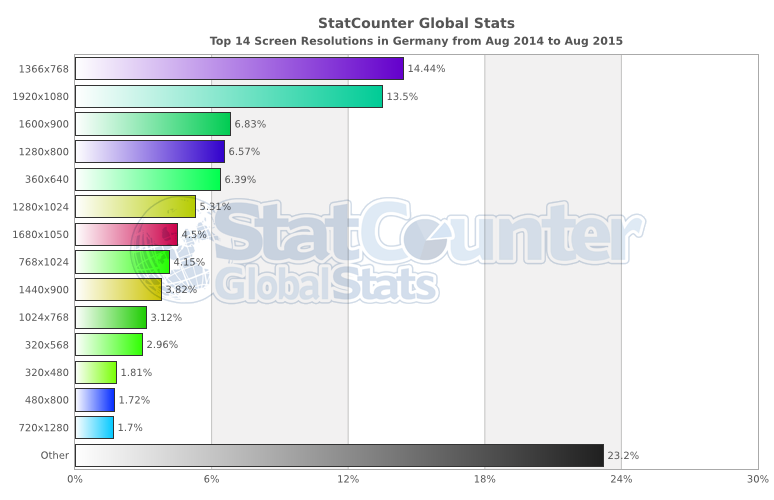 StatCounter Global Stats
Top 14 Screen Resolutions in Germany from Aug 2014 to Aug 2015
1366x768 14.44%
1920x1080 13.5%
1600x900 6.83%
1280x800 6.57%
360x640 6.39%
1280x1024 5.31%
1680x1050 4.5%
768x1024 4.15%
1440x900 3.82%
1024x768 3.12%
320x568 2.96%
320x480 1.81%
480x800 1.72%
720x1280 1.7%
Other 23.2%
0% 6% 12% 18% 24% 30%
StatCounter
GlobalStats